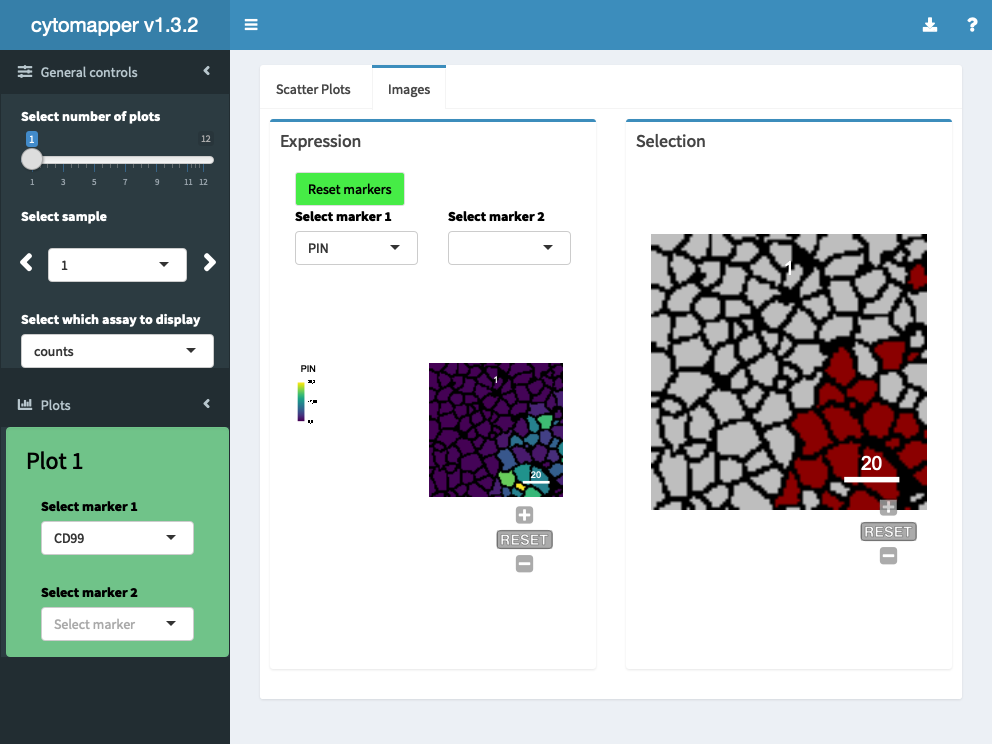 cytomapper v1.3.2
General controls
Select number of plots
1 12
1 3 5 7 9 11 12
Select sample
1
Select which assay to display
counts
Plots
Plot 1
Select marker 1
CD99
Select marker 2
Select marker
Scatter Plots Images
Expression
Reset markers
Select marker 1 Select marker 2
PIN
PIN
1
20
RESET
Selection
1
20
RESET